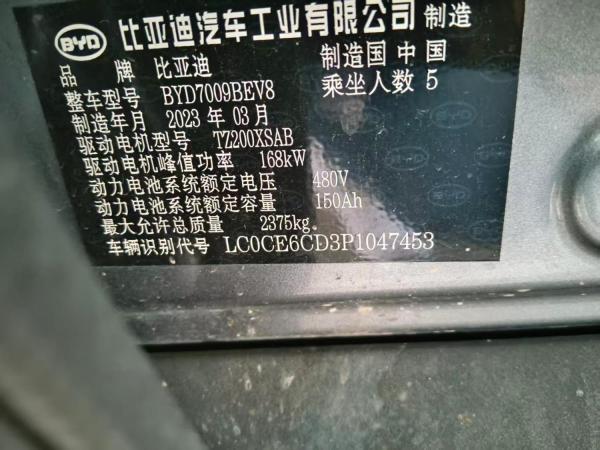 BYD 比亚迪汽车工业有限公司 制造
品牌 比亚迪 制造国 中国
整车型号 BYD7009BEV8 乘坐人数 5
制造年月 2023 年 03 月
驱动电机型号 TZ200XSAB
驱动电机峰值功率 168kW
动力电池系统额定电压 480V
动力电池系统额定容量 150Ah
最大允许总质量 2375kg
车辆识别代号 LC0CE6CD3P1047453